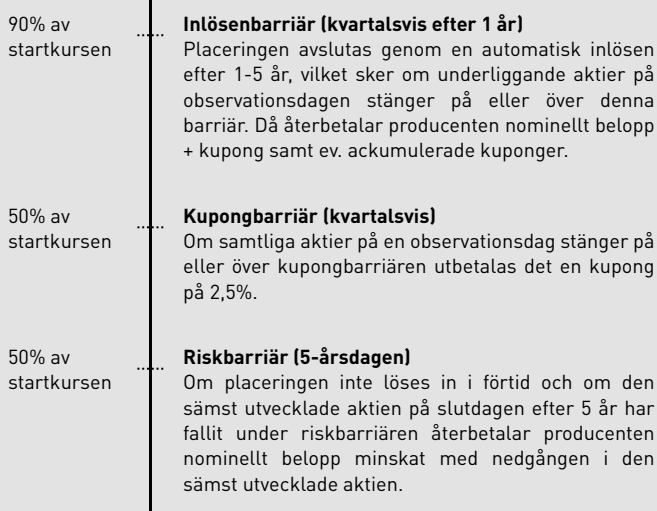 90% av
startkursen
Inlösenbarriär (kvartalsvis efter 1 år)
Placeringen avslutas genom en automatisk inlösen
efter 1-5 år, vilket sker om underliggande aktier på
observationsdagen stänger på eller över denna
barriär. Då återbetalar producenten nominellt belopp
+ kupong samt ev. ackumulerade kuponger.
50% av
startkursen
Kupongbarriär (kvartalsvis)
Om samtliga aktier på en observationsdag stänger på
eller över kupongbarriären utbetalas det en kupong
på 2,5%.
50% av
startkursen
Riskbarriär (5-årsdagen)
Om placeringen inte löses in i förtid och om den
sämst utvecklade aktien på slutdagen efter 5 år har
fallit under riskbarriären återbetalar producenten
nominellt belopp minskat med nedgången i den
sämst utvecklade aktien.